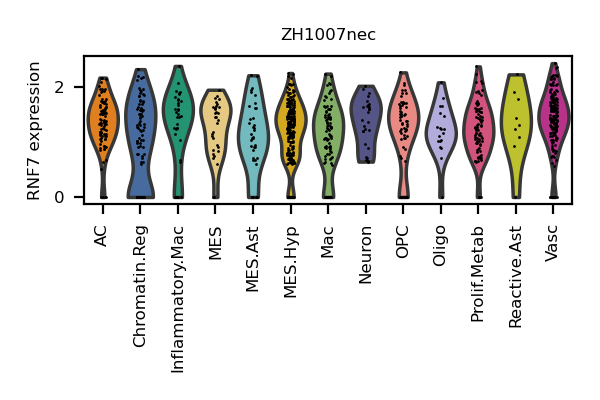 ZH1007nec
RNF7 expression
2
0
AC
Chromatin.Reg
Inflammatory.Mac
MES
MES.Ast
MES.Hyp
Mac
Neuron
OPC
Oligo
Prolif.Metab
Reactive.Ast
Vasc